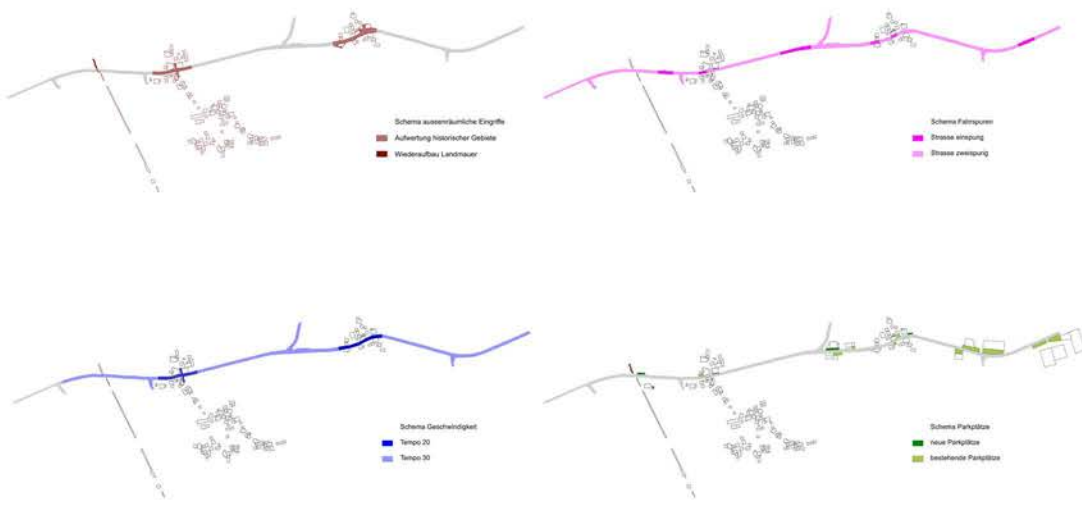 Schema aussenräumliche Eingriffe
Aufwertung historischer Gebiete
Wiederaufbau Landmauer
Schema Fahrspuren
Strasse einspurig
Strasse zweispurig
Schema Geschwindigkeit
Tempo 20
Tempo 30
Schema Parkplätze
neue Parkplätze
bestehende Parkplätze